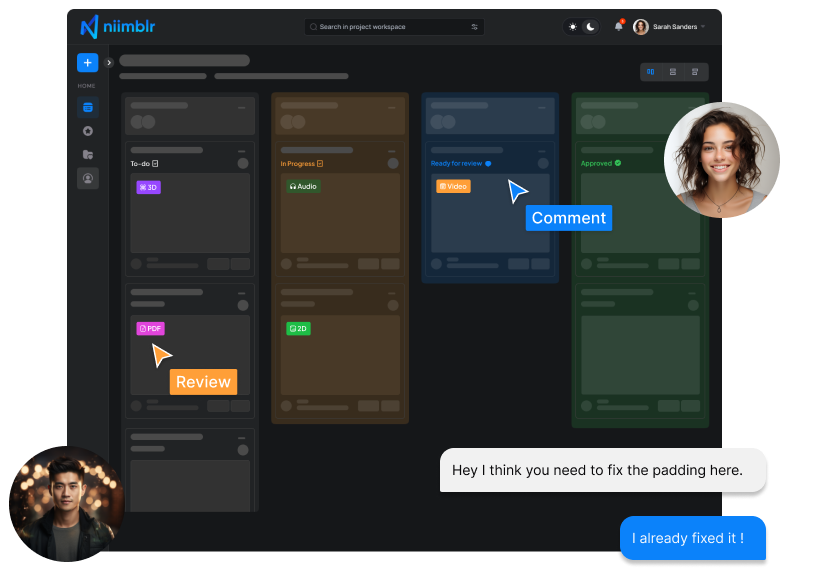 niimblr
Search in project workspace
Sarah Sanders
HOME
To-do
In Progress
Ready for review
Approved
3D
Audio
Video
Comment
PDF
2D
Review
Hey I think you need to fix the padding here.
I already fixed it !